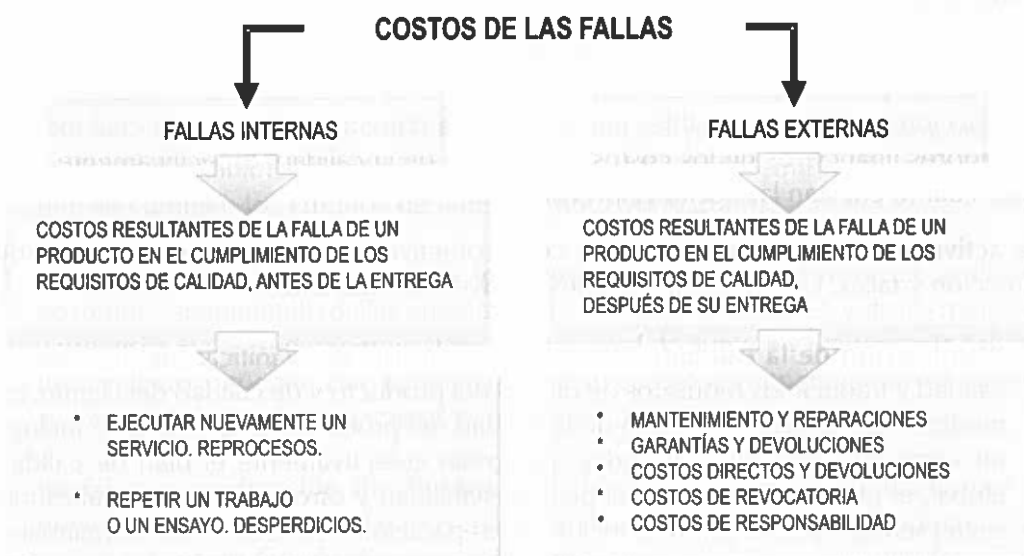 COSTOS DE LAS FALLAS
FALLAS INTERNAS
COSTOS RESULTANTES DE LA FALLA DE UN
PRODUCTO EN EL CUMPLIMIENTO DE LOS
REQUISITOS DE CALIDAD, ANTES DE LA ENTREGA
* EJECUTAR NUEVAMENTE UN
SERVICIO. REPROCESOS.
* REPETIR UN TRABAJO
O UN ENSAYO. DESPERDICIOS.
FALLAS EXTERNAS
COSTOS RESULTANTES DE LA FALLA DE UN
PRODUCTO EN EL CUMPLIMIENTO DE LOS
REQUISITOS DE CALIDAD,
DESPUÉS DE SU ENTREGA
* MANTENIMIENTO Y REPARACIONES
* GARANTÍAS Y DEVOLUCIONES
* COSTOS DIRECTOS Y DEVOLUCIONES
* COSTOS DE REVOCATORIA
* COSTOS DE RESPONSABILIDAD